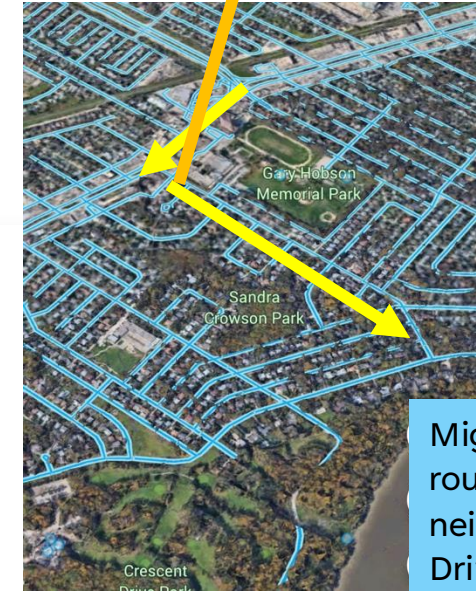 Gary Hobson
Memorial Park
Sandra
Crowson Park
Mig
rou
nei
Dri
Crescent
Drive Park